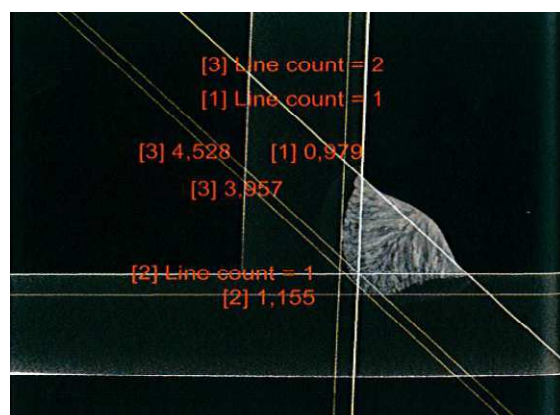 [3] Line count = 2
[1] Line count = 1
[3] 4,528 [1] 0,979
[3] 3,957
[2] Line count = 1
[2] 1,155